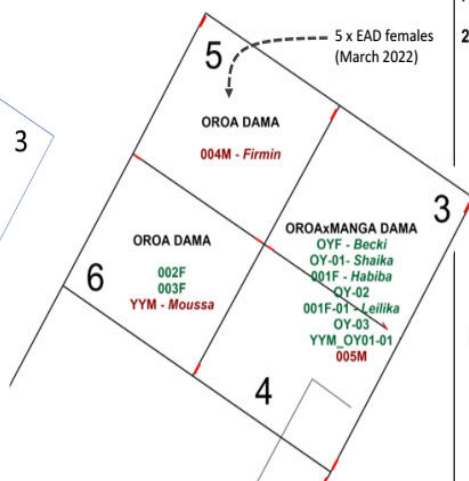 5 x EAD females
(March 2022)
2
5
OROA DAMA
004M - Firmin
3
3
OROAxMANGA DAMA
OYF - Becki
OY-01- Shaika
001F - Habiba
OY-02
001F-01 - Leilika
OY-03
YYM_OY01-01
005M
OROA DAMA
002F
003F
YYM - Moussa
6
4